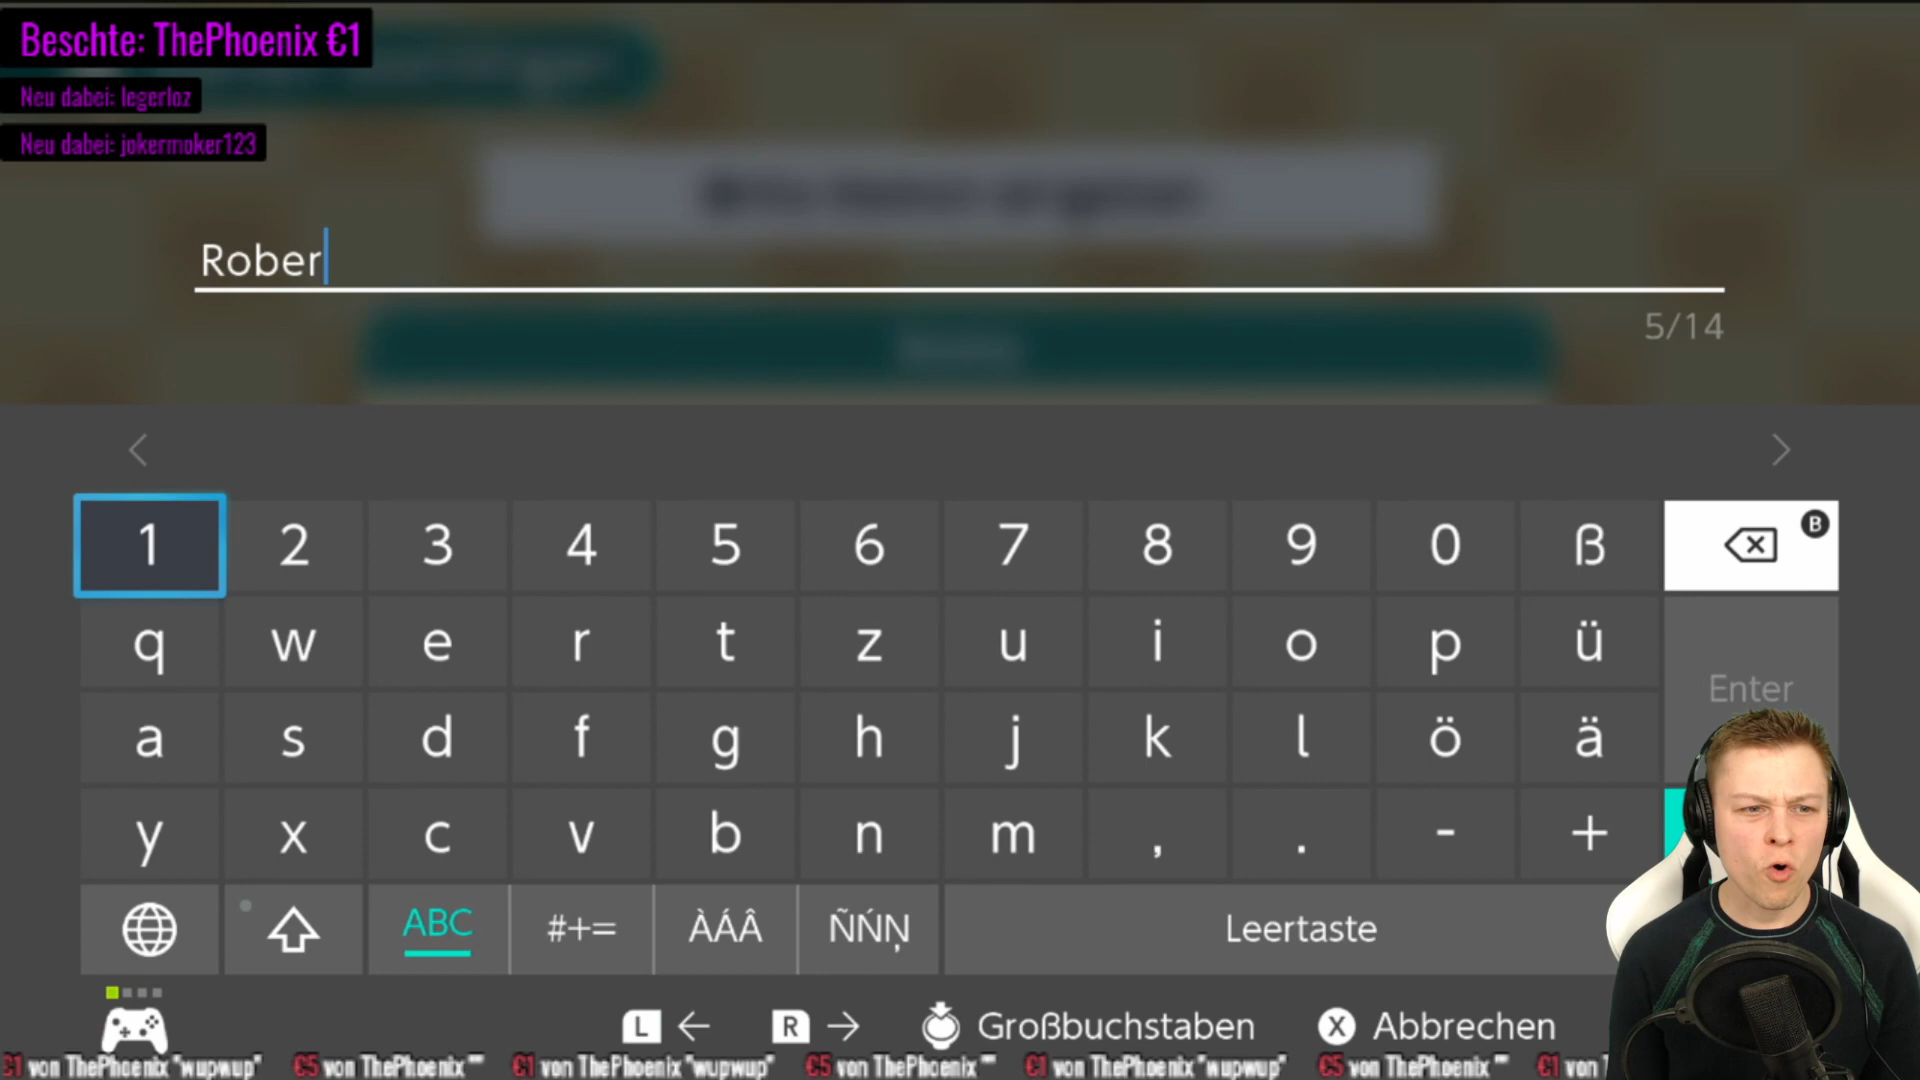 Beschte: ThePhoenix €1
Neu dabei: legerloz
Neu dabei: jokermoker123
Rober
5/14
1 2 3 4 5 6 7 8 9 0 ß B
q w e r t z u i o p ü
Enter
a s d f g h j k l ö ä
y x c v b n m , . - +
ABC #+= ÀÁÂ ÑŃŅ Leertaste
L ← R → Großbuchstaben X Abbrechen
€1 von ThePhoenix "wupwup" €5 von ThePhoenix "" €1 von ThePhoenix "wupwup" €5 von ThePhoenix "" €1 von ThePhoenix "wupwup" €5 von ThePhoenix "" €1 von